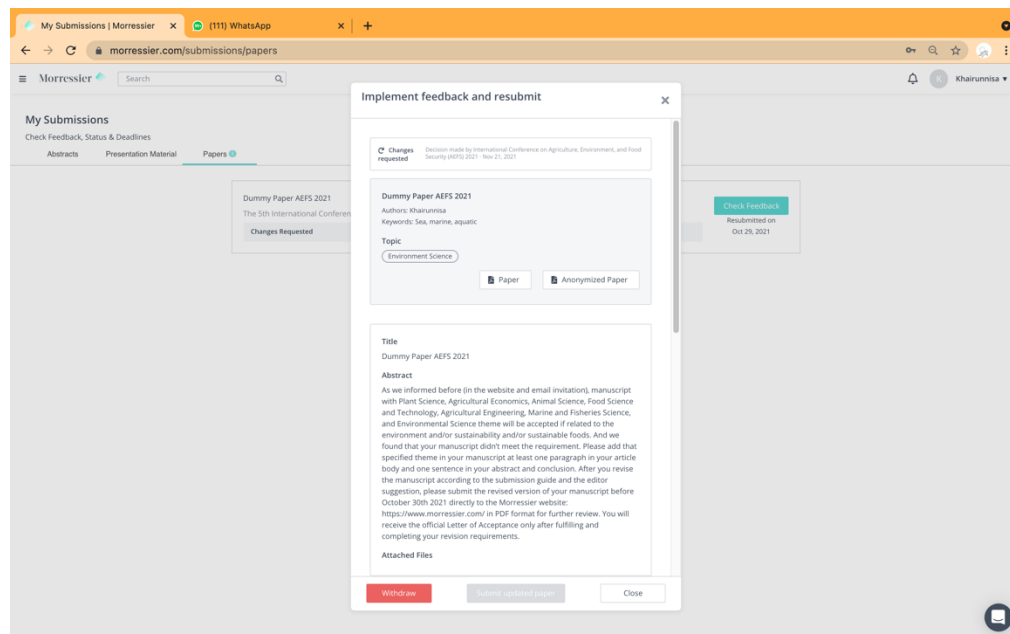 My Submissions | Morressier
(111) WhatsApp
morressier.com/submissions/papers
Morressier
Search
K
Khairunnisa
My Submissions
Check Feedback, Status & Deadlines
Abstracts
Presentation Material
Papers
Dummy Paper AEFS 2021
The 5th International Conferen
Changes Requested
Check Feedback
Resubmitted on
Oct 29, 2021
Implement feedback and resubmit
Changes requested
Decision made by International Conference on Agriculture, Environment, and Food
Security (AEFS) 2021 · Nov 21, 2021
Dummy Paper AEFS 2021
Authors: Khairunnisa
Keywords: Sea, marine, aquatic
Topic
Environment Science
Paper
Anonymized Paper
Title
Dummy Paper AEFS 2021
Abstract
As we informed before (in the website and email invitation), manuscript
with Plant Science, Agricultural Economics, Animal Science, Food Science
and Technology, Agricultural Engineering, Marine and Fisheries Science,
and Environmental Science theme will be accepted if related to the
environment and/or sustainability and/or sustainable foods. And we
found that your manuscript didn't meet the requirement. Please add that
specified theme in your manuscript at least one paragraph in your article
body and one sentence in your abstract and conclusion. After you revise
the manuscript according to the submission guide and the editor
suggestion, please submit the revised version of your manuscript before
October 30th 2021 directly to the Morressier website:
https://www.morressier.com/ in PDF format for further review. You will
receive the official Letter of Acceptance only after fulfilling and
completing your revision requirements.
Attached Files
Withdraw
Submit updated paper
Close